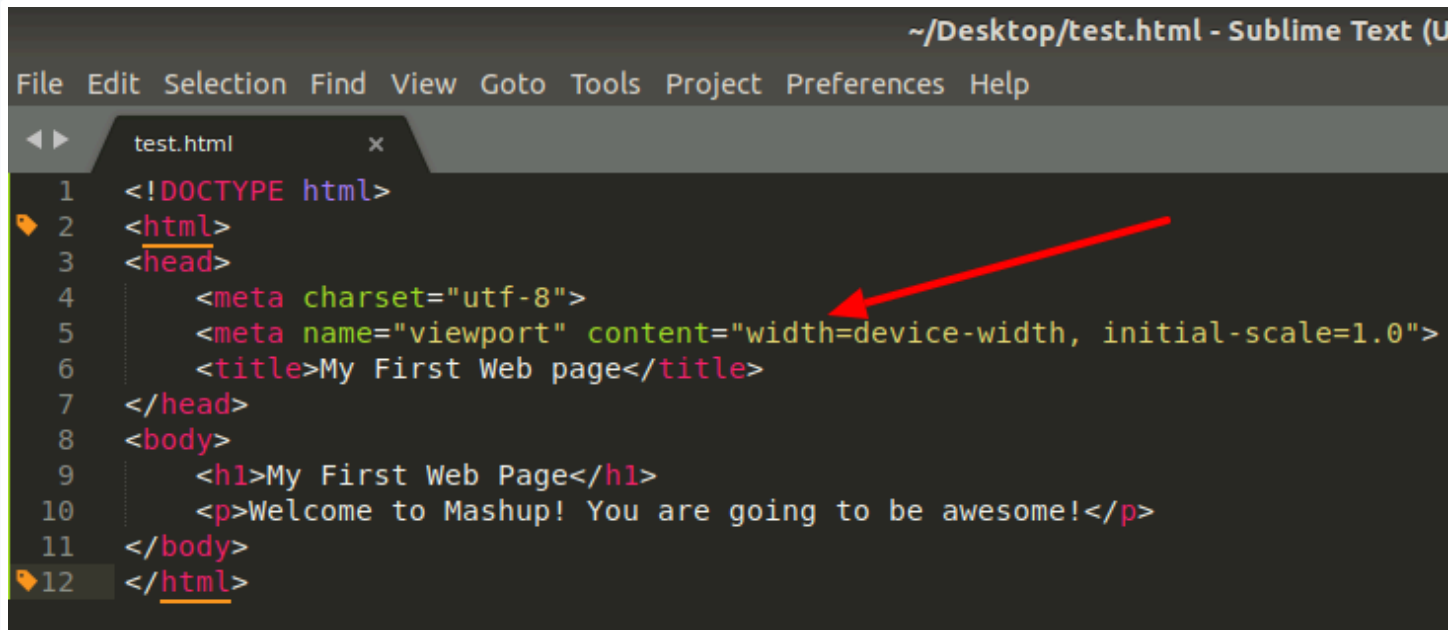 ~/Desktop/test.html - Sublime Text (U
File Edit Selection Find View Goto Tools Project Preferences Help
test.html ×
1 <!DOCTYPE html>
2 <html>
3 <head>
4     <meta charset="utf-8">
5     <meta name="viewport" content="width=device-width, initial-scale=1.0">
6     <title>My First Web page</title>
7 </head>
8 <body>
9     <h1>My First Web Page</h1>
10     <p>Welcome to Mashup! You are going to be awesome!</p>
11 </body>
12 </html>